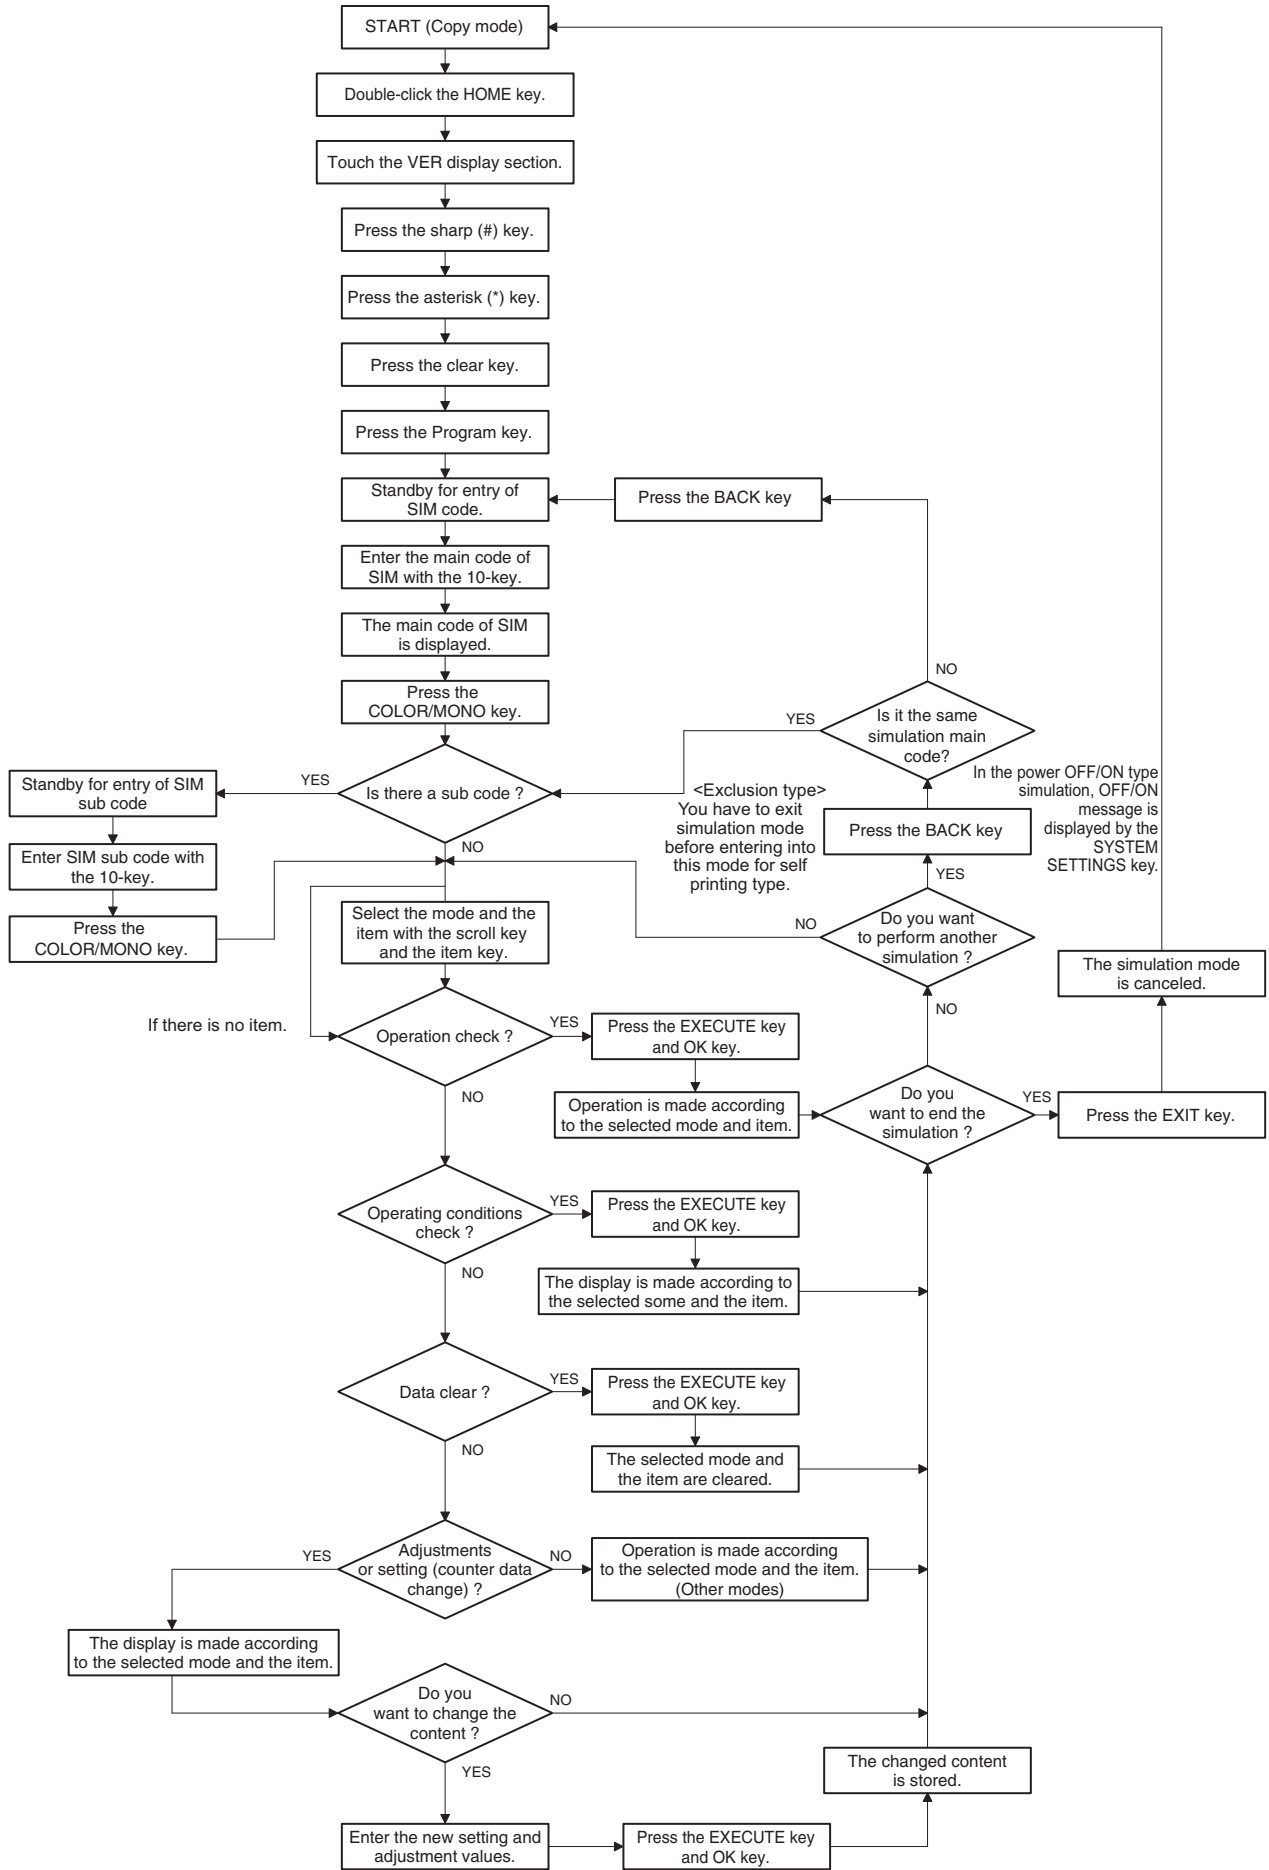 START (Copy mode)
Double-click the HOME key.
Touch the VER display section.
Press the sharp (#) key.
Press the asterisk (*) key.
Press the clear key.
Press the Program key.
Standby for entry of
SIM code.
Press the BACK key
Enter the main code of
SIM with the 10-key.
The main code of SIM
is displayed.
Press the
COLOR/MONO key.
NO
Is it the same
simulation main
code?
YES
Is there a sub code ?
YES
Standby for entry of SIM
sub code
Enter SIM sub code with
the 10-key.
Press the
COLOR/MONO key.
NO
<Exclusion type>
You have to exit
simulation mode
before entering into
this mode for self
printing type.
Press the BACK key
In the power OFF/ON type
simulation, OFF/ON
message is
displayed by the
SYSTEM
SETTINGS key.
YES
Do you want
to perform another
simulation ?
NO
Select the mode and the
item with the scroll key
and the item key.
The simulation mode
is canceled.
If there is no item.
Operation check ?
YES
Press the EXECUTE key
and OK key.
NO
NO
Operation is made according
to the selected mode and item.
Do you
want to end the
simulation ?
YES
Press the EXIT key.
Operating conditions
check ?
YES
Press the EXECUTE key
and OK key.
NO
The display is made according to
the selected some and the item.
Data clear ?
YES
Press the EXECUTE key
and OK key.
NO
The selected mode and
the item are cleared.
YES
Adjustments
or setting (counter data
change) ?
NO
Operation is made according
to the selected mode and the item.
(Other modes)
The display is made according
to the selected mode and the item.
Do you
want to change the
content ?
NO
YES
The changed content
is stored.
Enter the new setting and
adjustment values.
Press the EXECUTE key
and OK key.